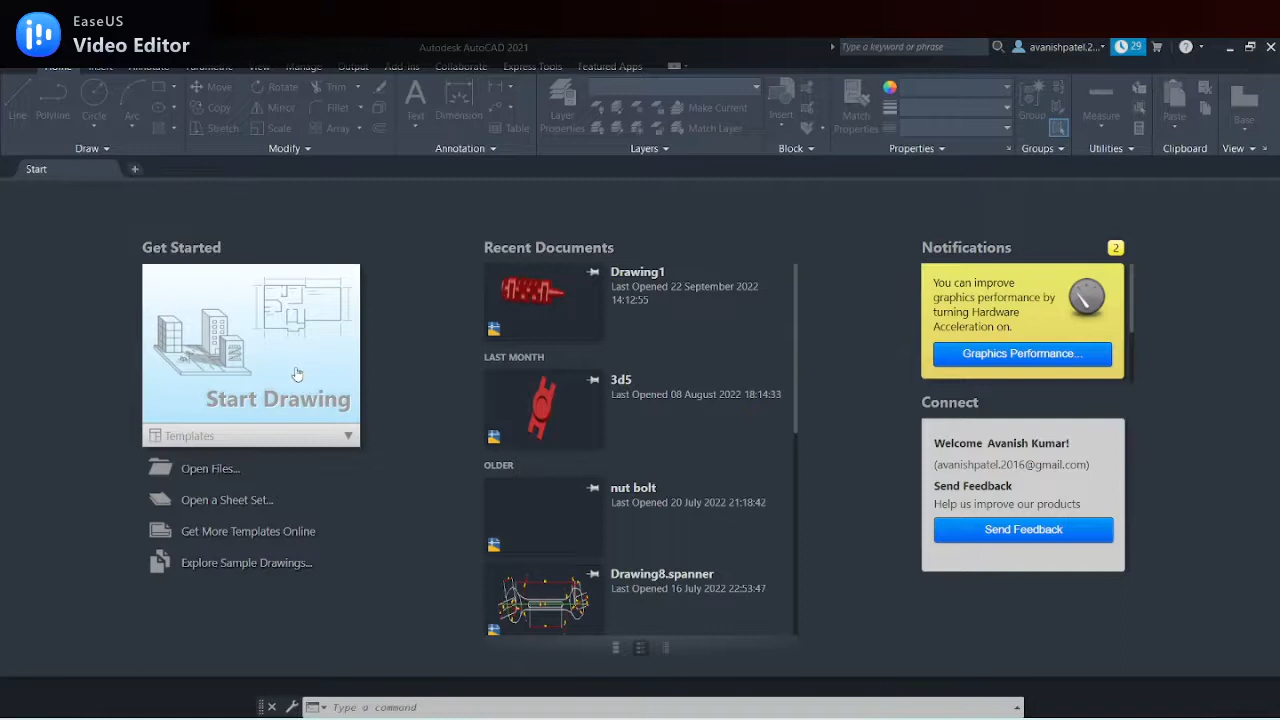 EaseUS
Video Editor
Autodesk AutoCAD 2021
Type a keyword or phrase
avanishpatel.2...
29
Home Insert Annotate Parametric View Manage Output Add-ins Collaborate Express Tools Featured Apps
Line
Polyline
Circle
Arc
Move
Rotate
Trim
Copy
Mirror
Fillet
Stretch
Scale
Array
Text
Dimension
Table
Layer
Properties
Make Current
Match Layer
Insert
Match
Properties
Group
Measure
Paste
Base
Draw
Modify
Annotation
Layers
Block
Properties
Groups
Utilities
Clipboard
View
Start
Get Started
Start Drawing
Templates
Open Files...
Open a Sheet Set...
Get More Templates Online
Explore Sample Drawings...
Recent Documents
Drawing1
Last Opened 22 September 2022
14:12:55
LAST MONTH
3d5
Last Opened 08 August 2022 18:14:33
OLDER
nut bolt
Last Opened 20 July 2022 21:18:42
Drawing8.spanner
Last Opened 16 July 2022 22:53:47
Notifications
2
You can improve
graphics performance by
turning Hardware
Acceleration on.
Graphics Performance...
Connect
Welcome Avanish Kumar!
(avanishpatel.2016@gmail.com)
Send Feedback
Help us improve our products
Send Feedback
Type a command